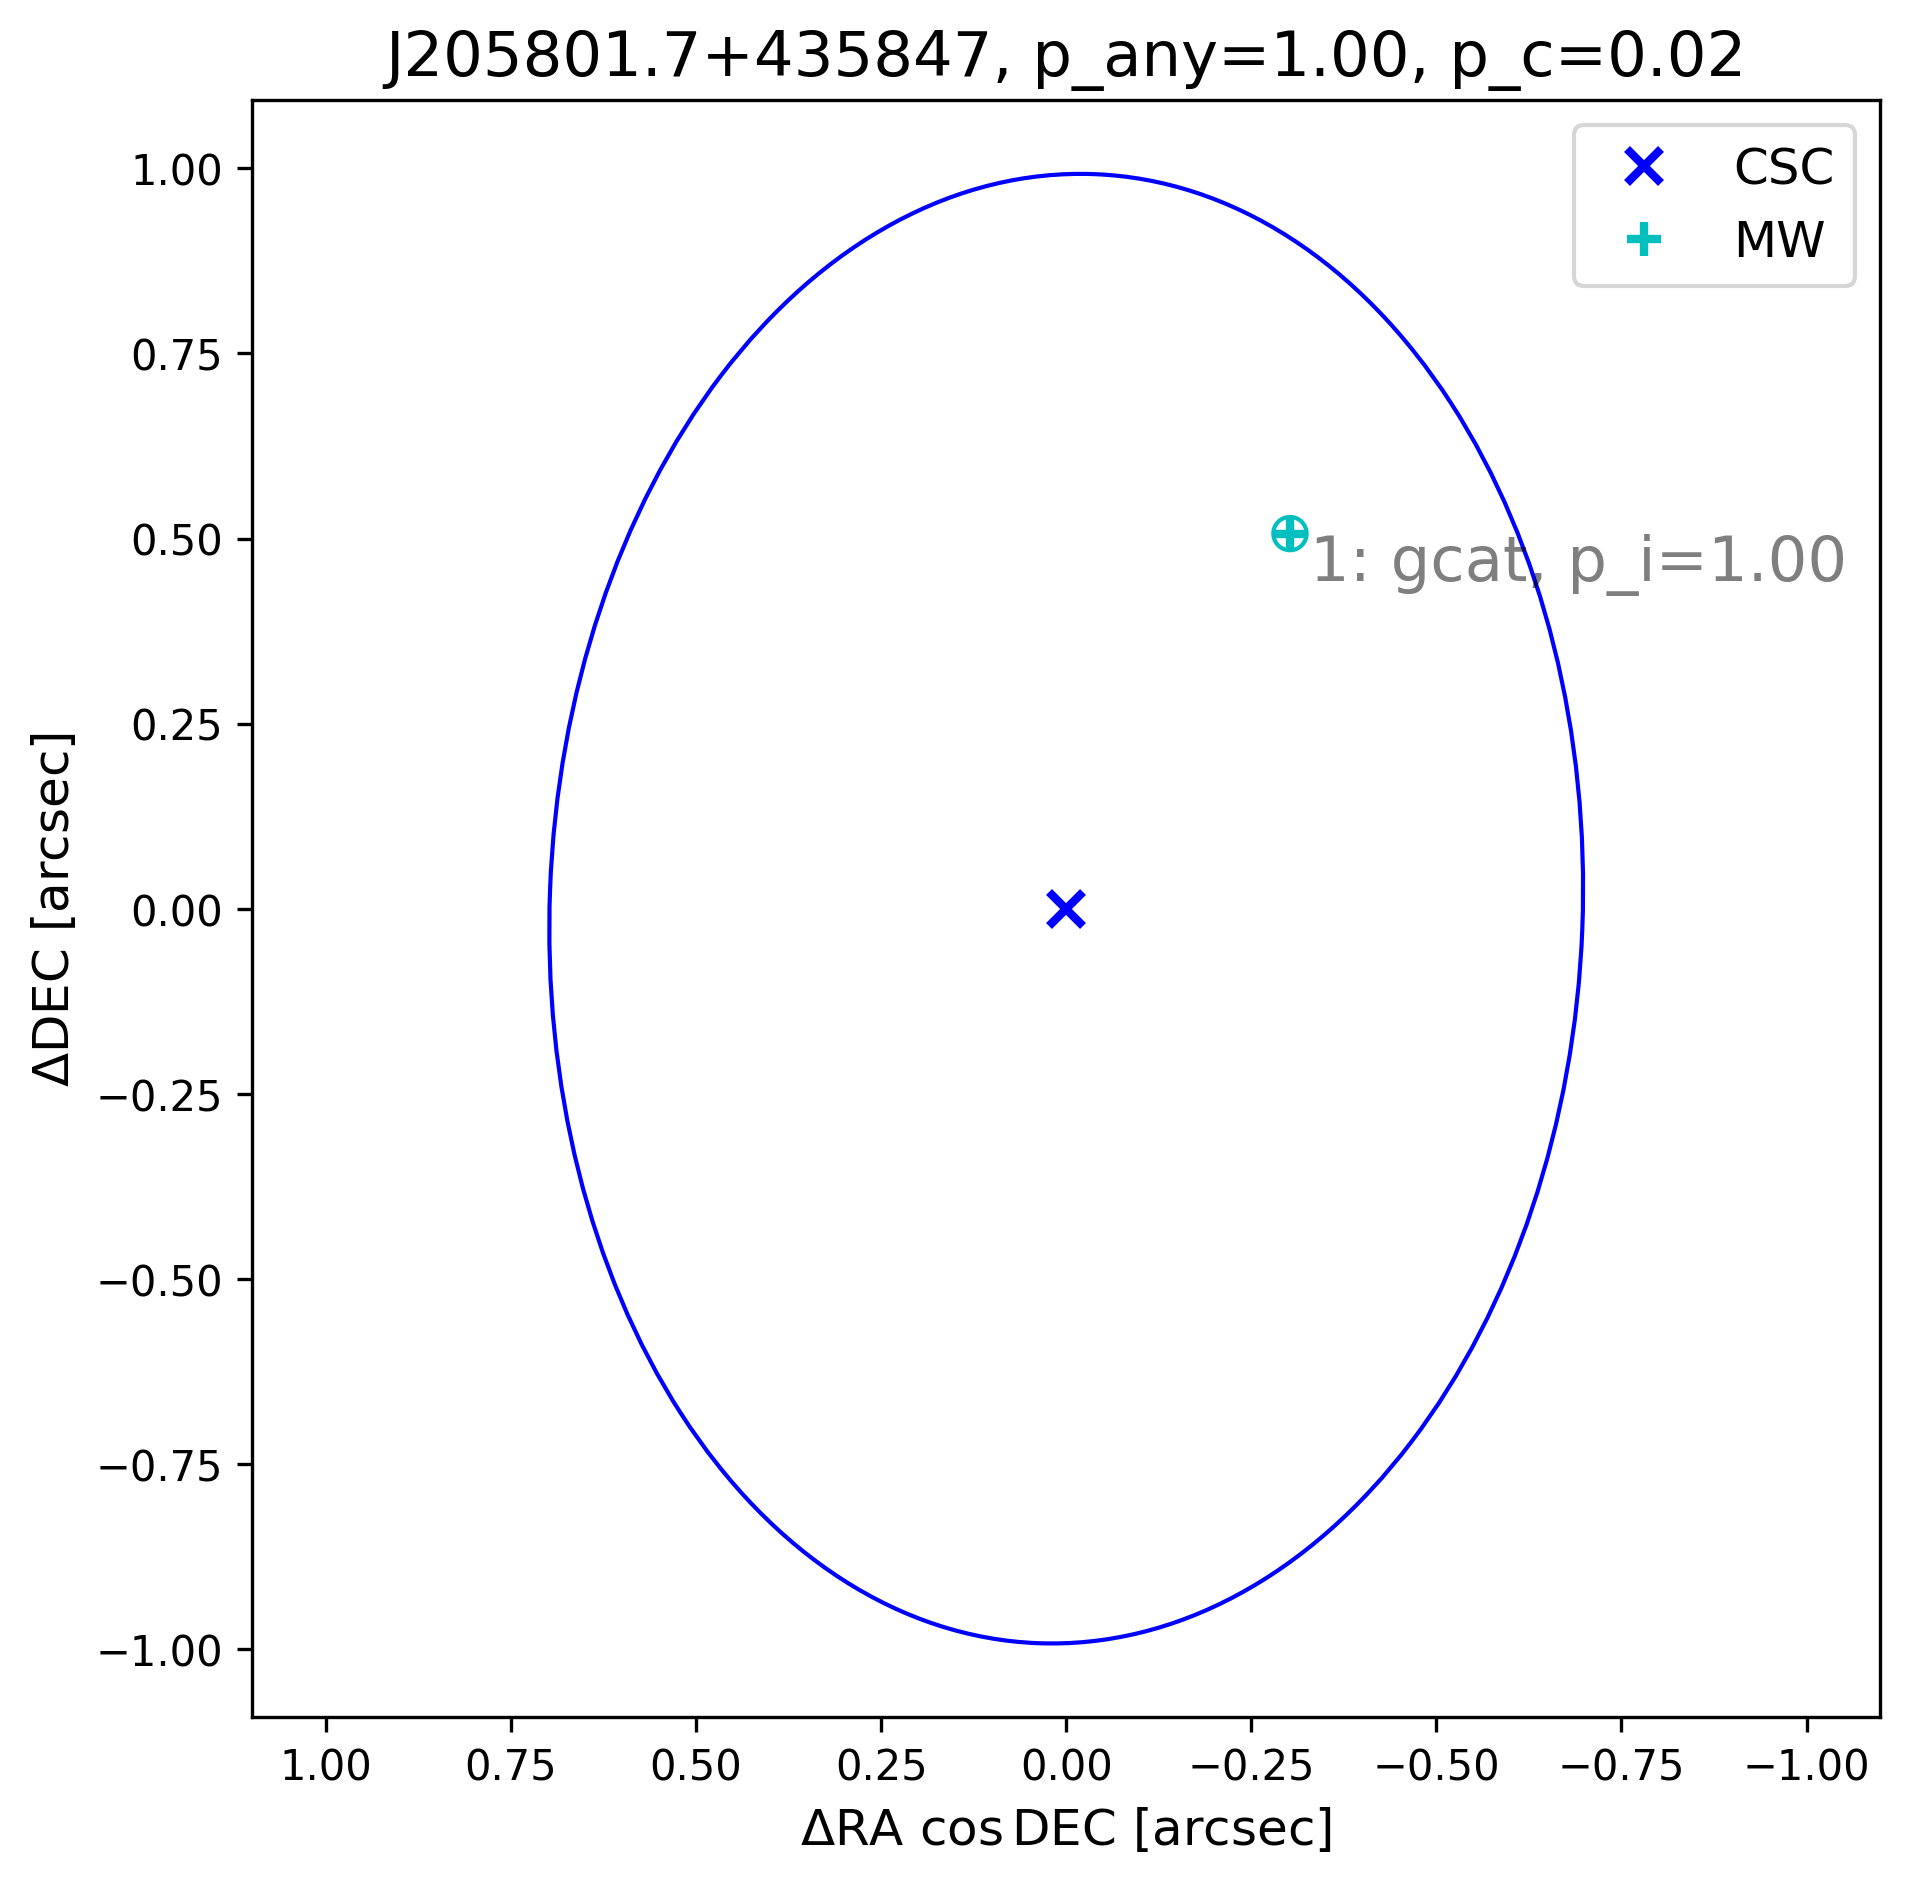 J205801.7+435847, p_any=1.00, p_c=0.02
CSC
MW
1: gcat, p_i=1.00
ΔDEC [arcsec]
1.00
0.75
0.50
0.25
0.00
−0.25
−0.50
−0.75
−1.00
1.00 0.75 0.50 0.25 0.00 −0.25 −0.50 −0.75 −1.00
ΔRA cos DEC [arcsec]